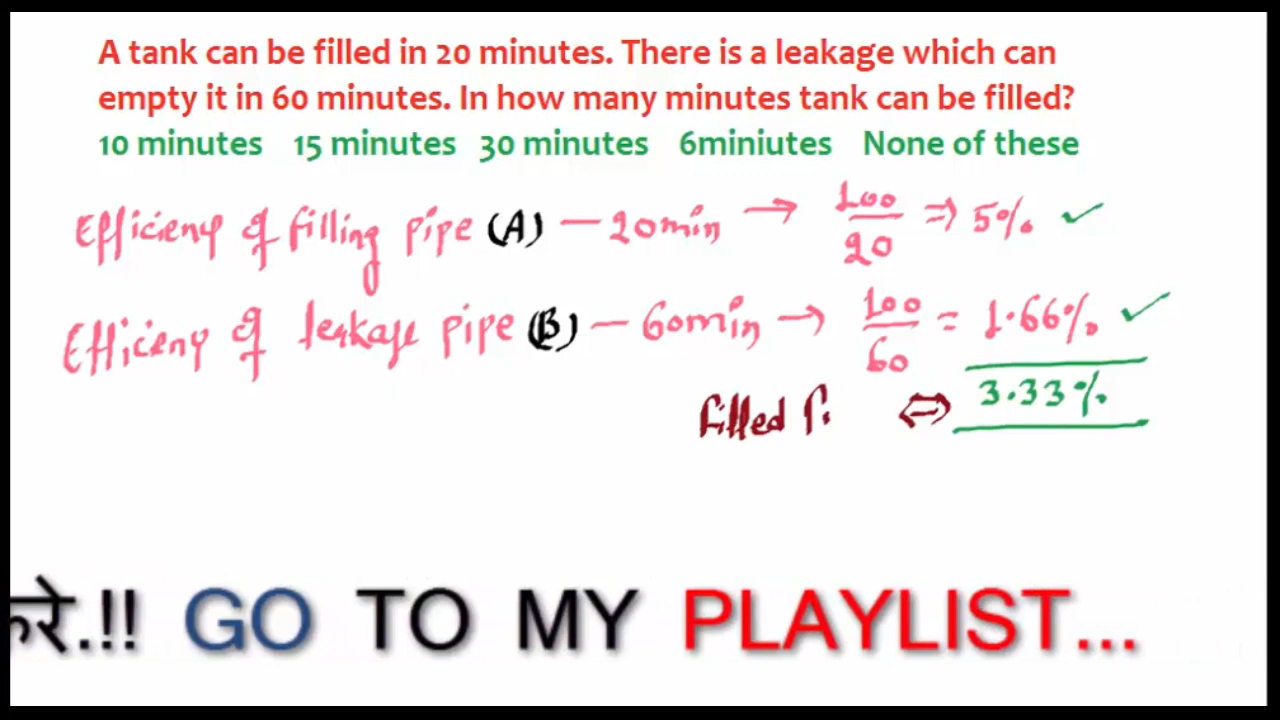 A tank can be filled in 20 minutes. There is a leakage which can
empty it in 60 minutes. In how many minutes tank can be filled?
10 minutes 15 minutes 30 minutes 6miniutes None of these
Efficieny of filling pipe (A) — 20min → 100/20 ⇒ 5% ✓
Efficieny of leakage pipe (B) — 60min → 100/60 = 1.66% ✓
Filled ⇔ 3.33%
रे.!! GO TO MY PLAYLIST...